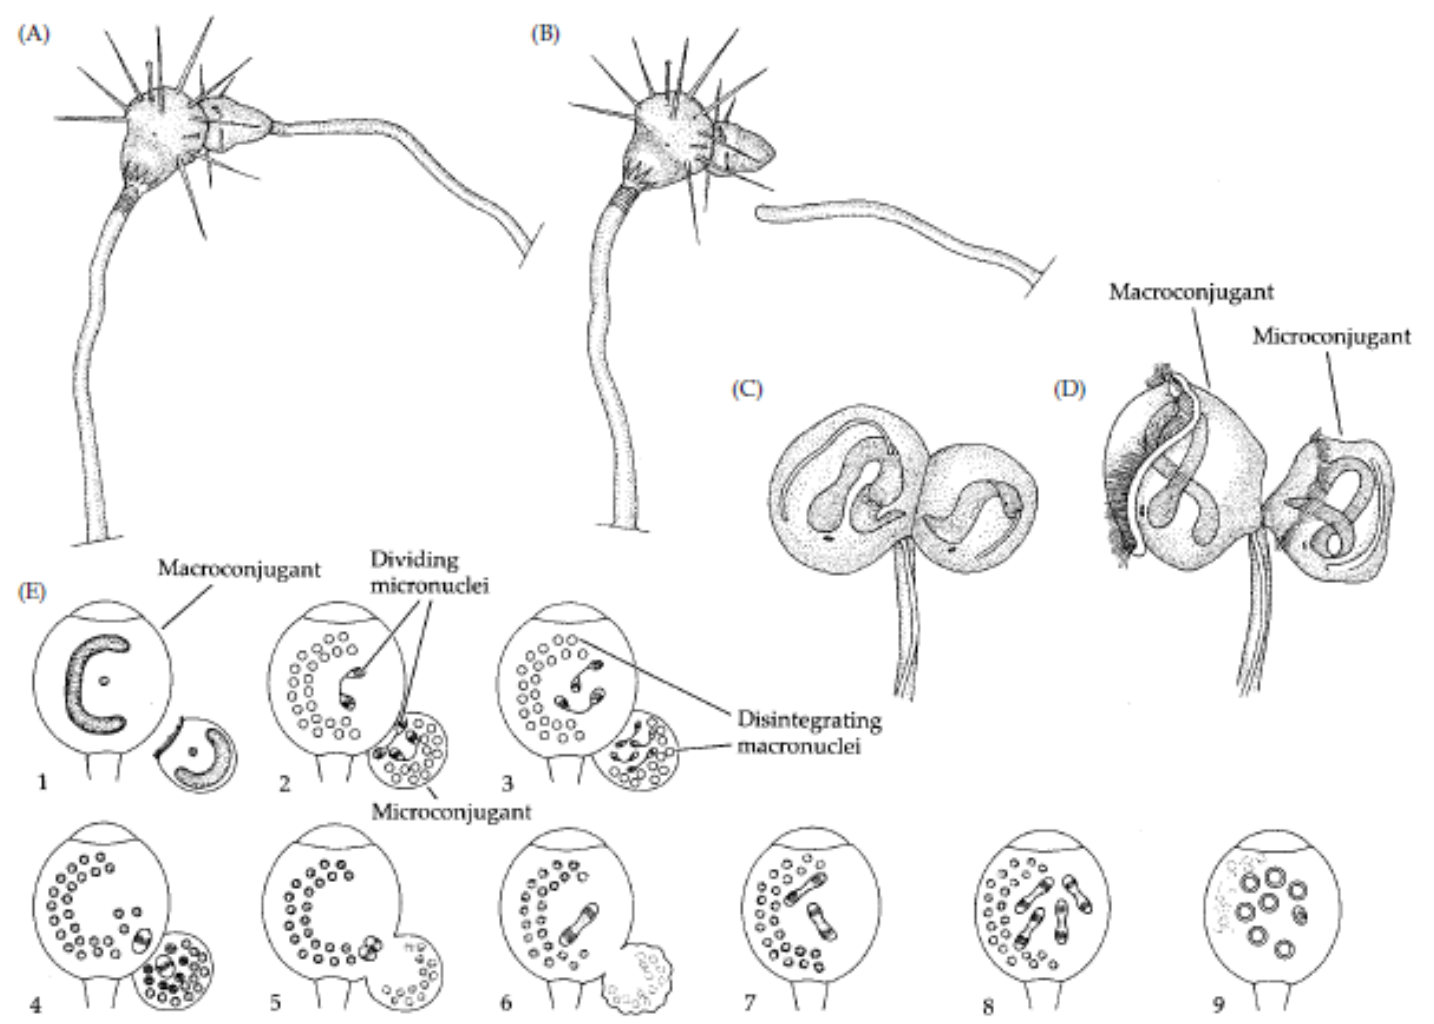 (A)
(B)
Macroconjugant
Microconjugant
(C)
(D)
(E)
Macroconjugant
Dividing
micronuclei
Disintegrating
macronuclei
1
2
3
Microconjugant
4
5
6
7
8
9